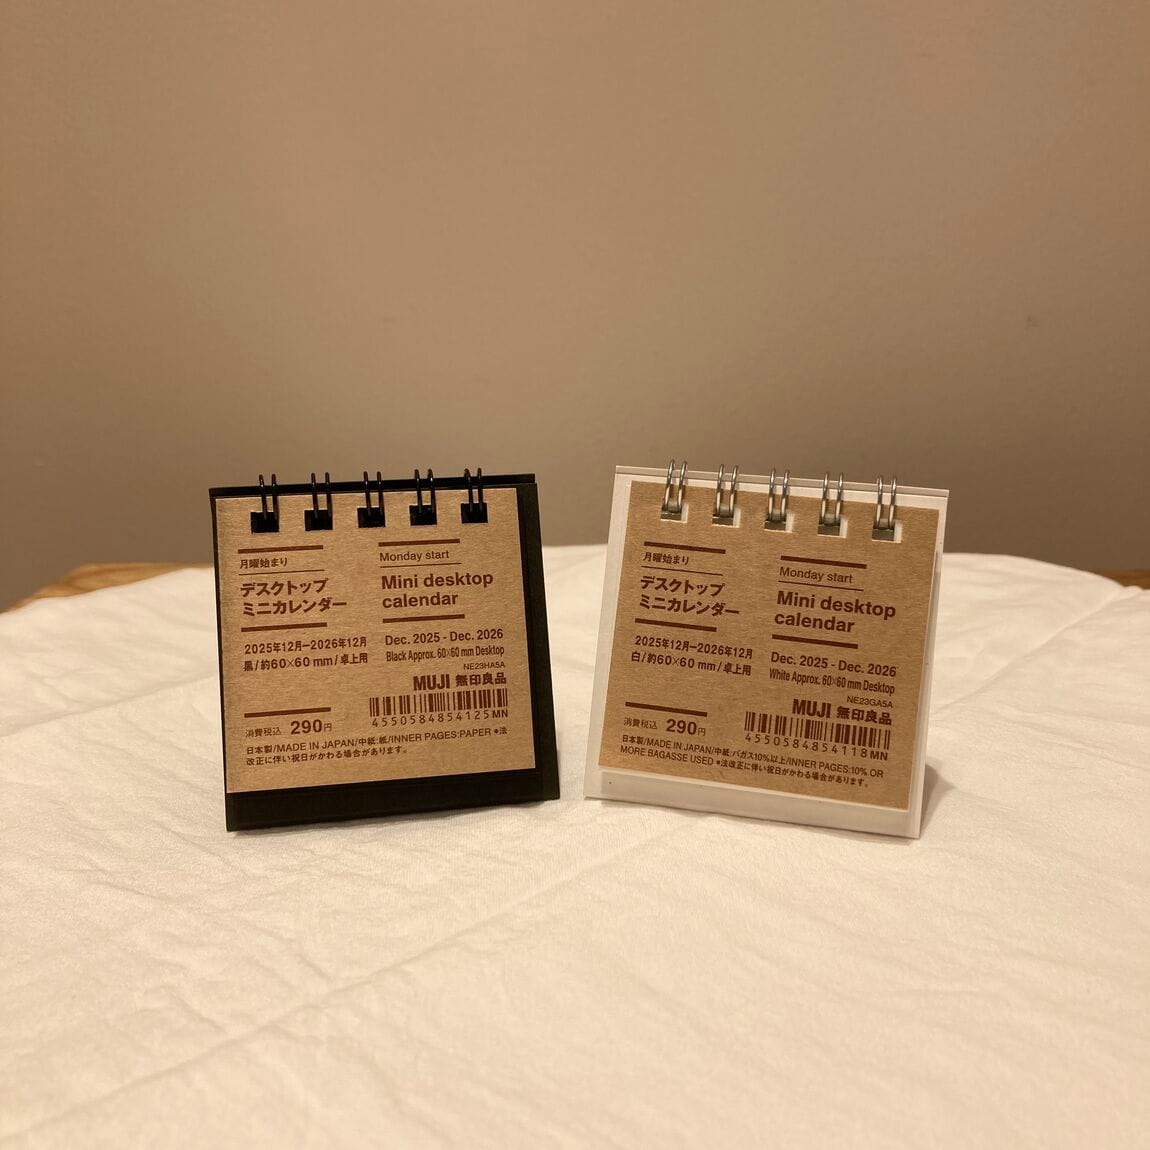 月曜始まり
デスクトップ
ミニカレンダー
2025年12月–2026年12月
黒/約60×60 mm/卓上用
Monday start
Mini desktop
calendar
Dec. 2025 - Dec. 2026
Black Approx. 60×60 mm Desktop
NE23HA5A
MUJI 無印良品
4550584854125MN
消費税込 290円
日本製/MADE IN JAPAN/中紙:紙/INNER PAGES:PAPER ●法
改正に伴い祝日がかわる場合があります。
月曜始まり
デスクトップ
ミニカレンダー
2025年12月–2026年12月
白/約60×60 mm/卓上用
Monday start
Mini desktop
calendar
Dec. 2025 - Dec. 2026
White Approx. 60×60 mm Desktop
NE23GA5A
MUJI 無印良品
4550584854118MN
消費税込 290円
日本製/MADE IN JAPAN/中紙:バガス10%以上/INNER PAGES:10% OR
MORE BAGASSE USED ●法改正に伴い祝日がかわる場合があります。